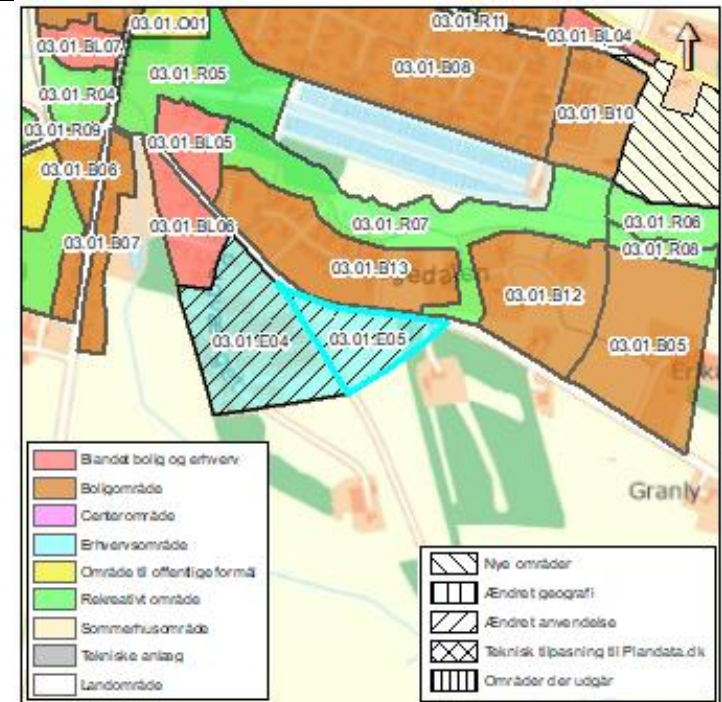 03.01.O01
03.01.R11
03.01.BL07
03.01.BL04
03.01.R05
03.01.B08
03.01.R04
03.01.B10
03.01.R09
03.01.BL05
03.01.B06
03.01.BL06
03.01.R07
03.01.R06
03.01.B07
03.01.R08
03.01.B13
03.01.B12
03.01.E04
03.01.E05
03.01.B05
Granly
Blandet bolig og erhverv
Boligområde
Centerområde
Erhvervsområde
Område til offentlige formål
Rekreativt område
Sommerhusområde
Tekniske anlæg
Landområde
Nye områder
Ændret geografi
Ændret anvendelse
Teknisk tilpasning til Plandata.dk
Områder der udgår